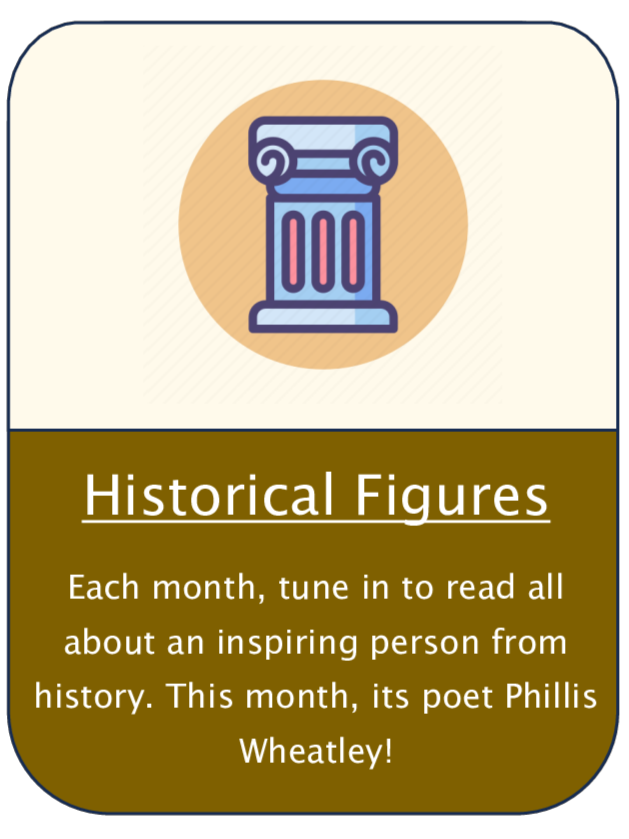 Historical Figures
Each month, tune in to read all
about an inspiring person from
history. This month, its poet Phillis
Wheatley!